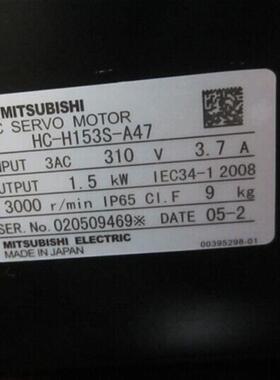 MITSUBISHI
C SERVO MOTOR
HC-H153S-A47
NPUT 3AC 310 V 3.7 A
UTPUT 1.5 kW IEC34-1 2008
3000 r/min IP65 CI.F 9 kg
SER.No.020509469※ DATE 05-2
MITSUBISHI ELECTRIC
MADE IN JAPAN 00395298-01